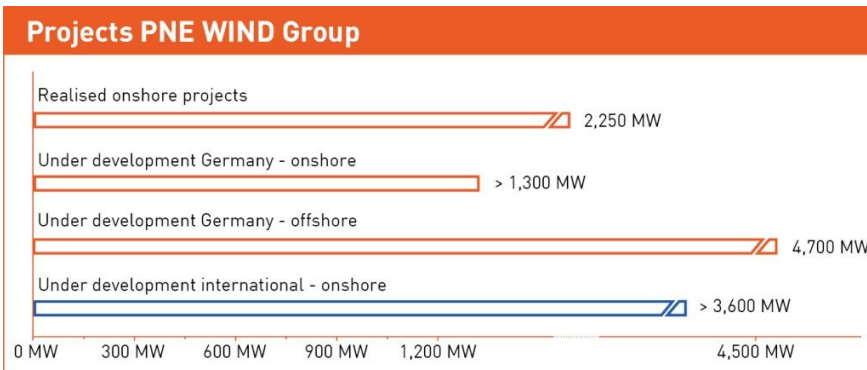 Projects PNE WIND Group
Realised onshore projects
2,250 MW
Under development Germany - onshore
> 1,300 MW
Under development Germany - offshore
4,700 MW
Under development international - onshore
> 3,600 MW
0 MW 300 MW 600 MW 900 MW 1,200 MW 4,500 MW